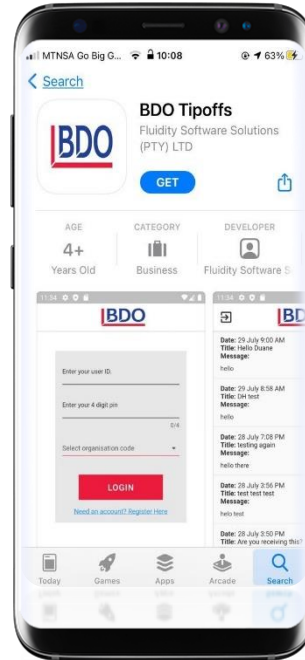 MTNSA Go Big G... 10:08 63%
Search
BDO
BDO Tipoffs
Fluidity Software Solutions
(PTY) LTD
GET
AGE
4+
Years Old
CATEGORY
Business
DEVELOPER
Fluidity Software S
11:34
BDO
Enter your user ID.
Enter your 4 digit pin
0/4
Select organisation code
LOGIN
Need an account? Register Here
11:34
BD
Date: 29 July 9:00 AM
Title: Hello Duane
Message:
hello
Date: 29 July 8:58 AM
Title: DH test
Message:
hello
Date: 28 July 7:08 PM
Title: testing again
Message:
hello there
Date: 28 July 3:56 PM
Title: test test test
Message:
helo test
Date: 28 July 3:50 PM
Title: Are you receiving this?
Today
Games
Apps
Arcade
Search